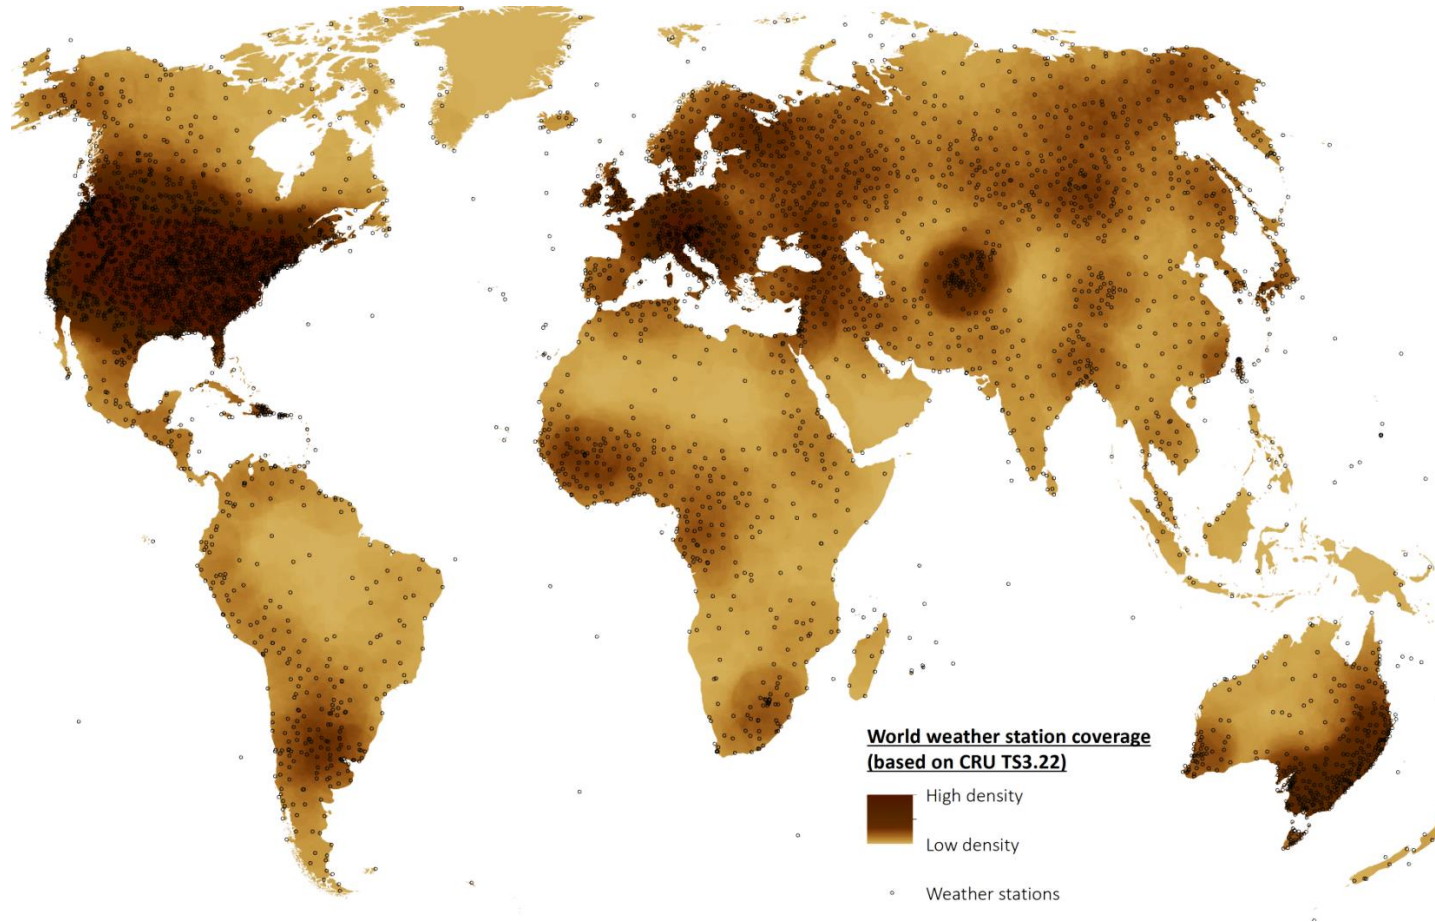 World weather station coverage
(based on CRU TS3.22)
High density
Low density
Weather stations